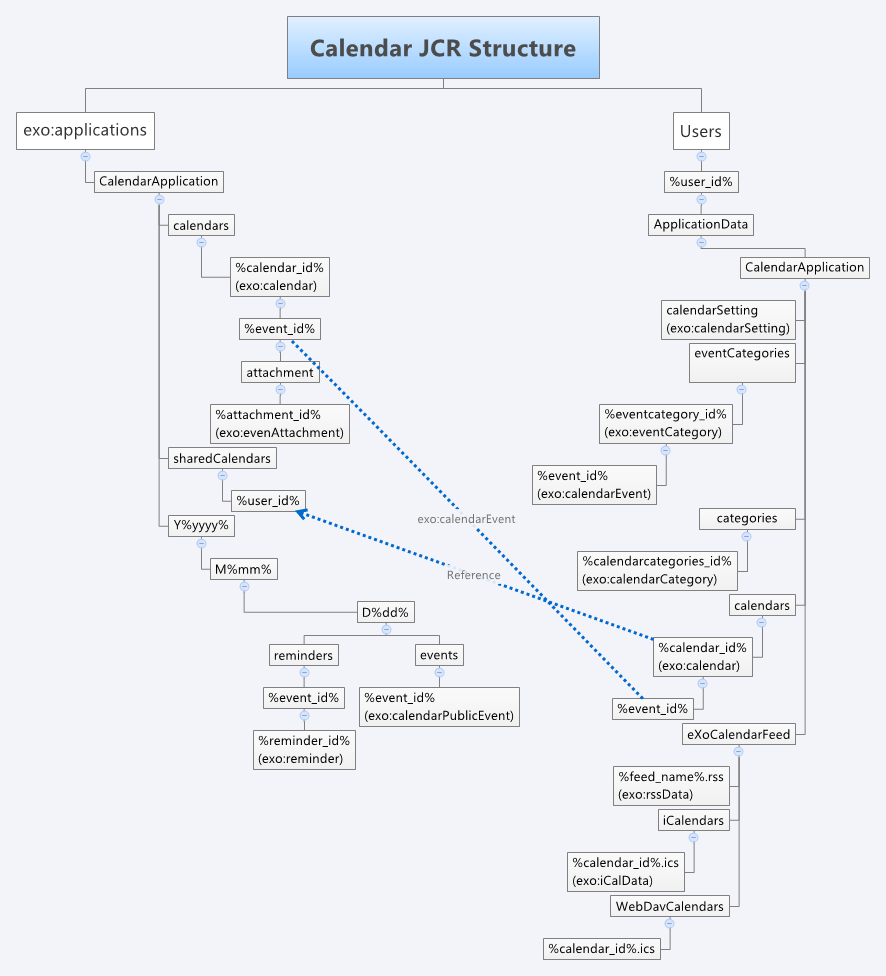 Calendar JCR Structure
exo:applications
CalendarApplication
calendars
%calendar_id%
(exo:calendar)
%event_id%
attachment
%attachment_id%
(exo:evenAttachment)
sharedCalendars
%user_id%
Y%yyyy%
M%mm%
D%dd%
reminders
%event_id%
%reminder_id%
(exo:reminder)
events
%event_id%
(exo:calendarPublicEvent)
exo:calendarEvent
Reference
Users
%user_id%
ApplicationData
CalendarApplication
calendarSetting
(exo:calendarSetting)
eventCategories
%eventcategory_id%
(exo:eventCategory)
%event_id%
(exo:calendarEvent)
categories
%calendarcategories_id%
(exo:calendarCategory)
calendars
%calendar_id%
(exo:calendar)
%event_id%
eXoCalendarFeed
%feed_name%.rss
(exo:rssData)
iCalendars
%calendar_id%.ics
(exo:iCalData)
WebDavCalendars
%calendar_id%.ics